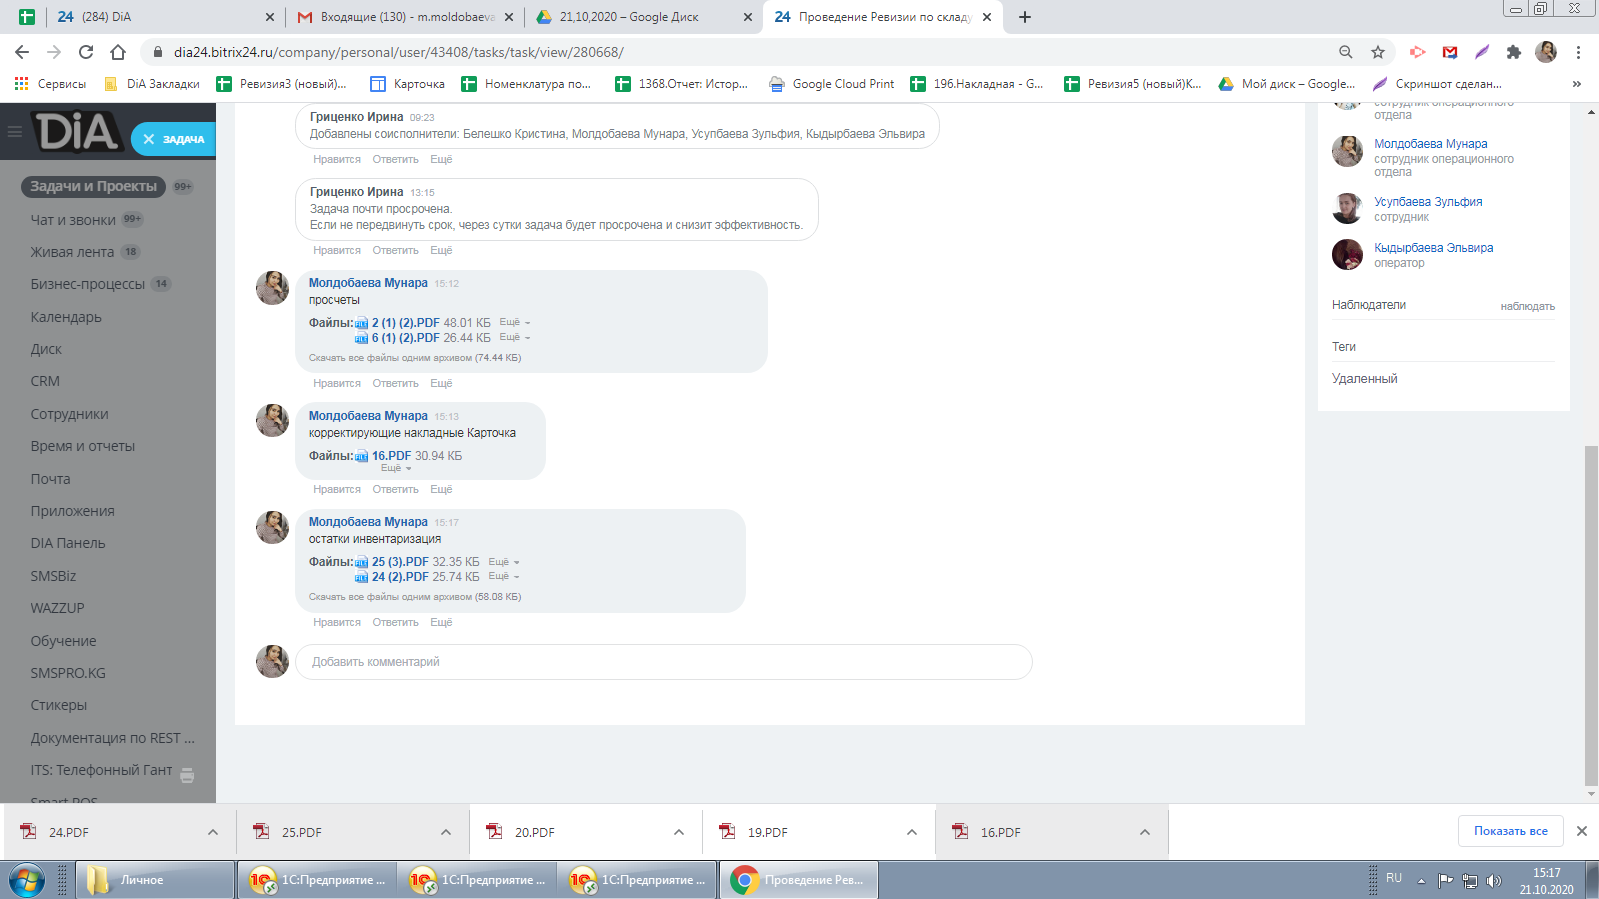 (284) DiA
Входящие (130) - m.moldobaeva
21,10,2020 – Google Диск
24 Проведение Ревизии по складу
dia24.bitrix24.ru/company/personal/user/43408/tasks/task/view/280668/
Сервисы
DiA Закладки
Ревизия3 (новый)...
Карточка
Номенклатура по...
1368.Отчет: Истор...
Google Cloud Print
196.Накладная - G...
Ревизия5 (новый)К...
Мой диск – Google...
Скриншот сделан...
»
DiA
ЗАДАЧА
Задачи и Проекты 99+
Чат и звонки 99+
Живая лента 18
Бизнес-процессы 14
Календарь
Диск
CRM
Сотрудники
Время и отчеты
Почта
Приложения
DIA Панель
SMSBiz
WAZZUP
Обучение
SMSPRO.KG
Стикеры
Документация по REST ...
ITS: Телефонный Гант
Smart POS
Гриценко Ирина 09:23
Добавлены соисполнители: Белешко Кристина, Молдобаева Мунара, Усупбаева Зульфия, Кыдырбаева Эльвира
Нравится Ответить Ещё
Гриценко Ирина 13:15
Задача почти просрочена.
Если не передвинуть срок, через сутки задача будет просрочена и снизит эффективность.
Нравится Ответить Ещё
Молдобаева Мунара 15:12
просчеты
Файлы: 2 (1) (2).PDF 48.01 КБ Ещё
6 (1) (2).PDF 26.44 КБ Ещё
Скачать все файлы одним архивом (74.44 КБ)
Нравится Ответить Ещё
Молдобаева Мунара 15:13
корректирующие накладные Карточка
Файлы: 16.PDF 30.94 КБ
Ещё
Нравится Ответить Ещё
Молдобаева Мунара 15:17
остатки инвентаризация
Файлы: 25 (3).PDF 32.35 КБ Ещё
24 (2).PDF 25.74 КБ Ещё
Скачать все файлы одним архивом (58.08 КБ)
Нравится Ответить Ещё
Добавить комментарий
сотрудник операционного
отдела
Молдобаева Мунара
сотрудник операционного
отдела
Усупбаева Зульфия
сотрудник
Кыдырбаева Эльвира
оператор
Наблюдатели наблюдать
Теги
Удаленный
24.PDF
25.PDF
20.PDF
19.PDF
16.PDF
Показать все
Личное
1С:Предприятие ...
1С:Предприятие ...
1С:Предприятие ...
Проведение Рев...
RU
15:17
21.10.2020